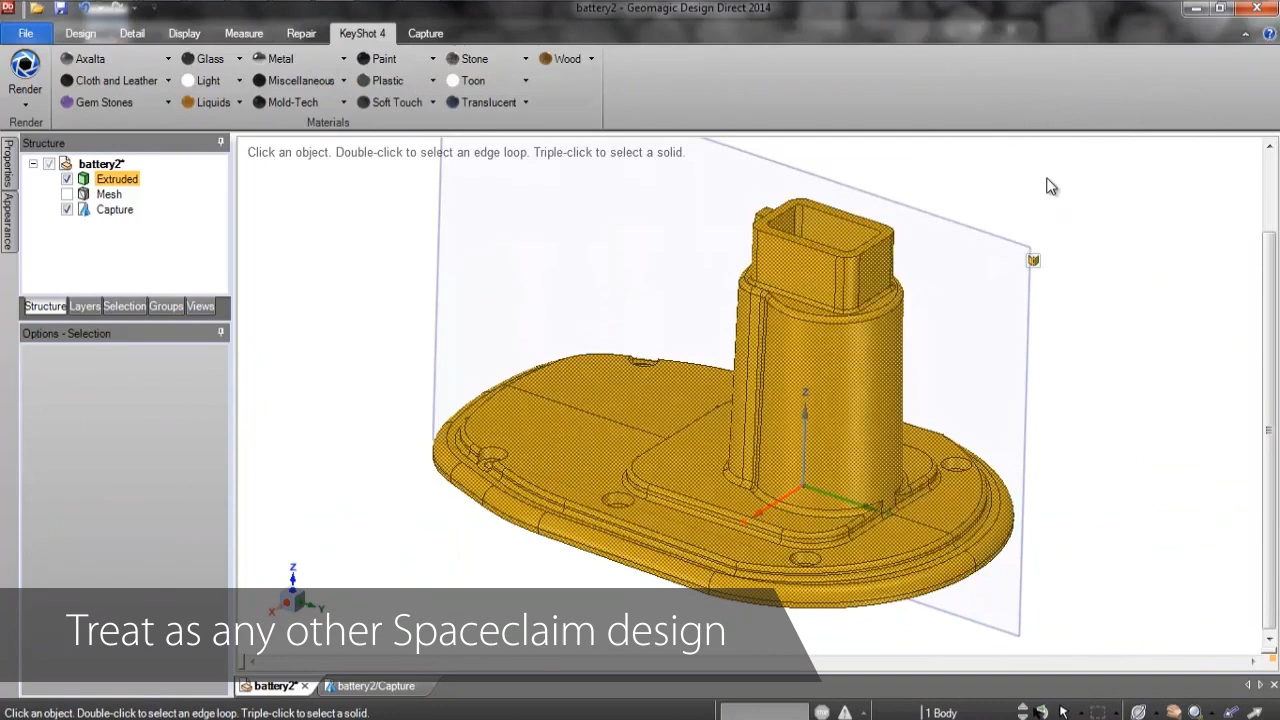 battery2 - Geomagic Design Direct 2014
File Design Detail Display Measure Repair KeyShot 4 Capture
Axalta Glass Metal Paint Stone Wood
Cloth and Leather Light Miscellaneous Plastic Toon
Gem Stones Liquids Mold-Tech Soft Touch Translucent
Render
Render Materials
Properties
Appearance
Structure
battery2*
Extruded
Mesh
Capture
Structure Layers Selection Groups Views
Options - Selection
Click an object. Double-click to select an edge loop. Triple-click to select a solid.
Z
X
Z
X Y
Treat as any other Spaceclaim design
battery2* battery2/Capture
Click an object. Double-click to select an edge loop. Triple-click to select a solid. 1 Body